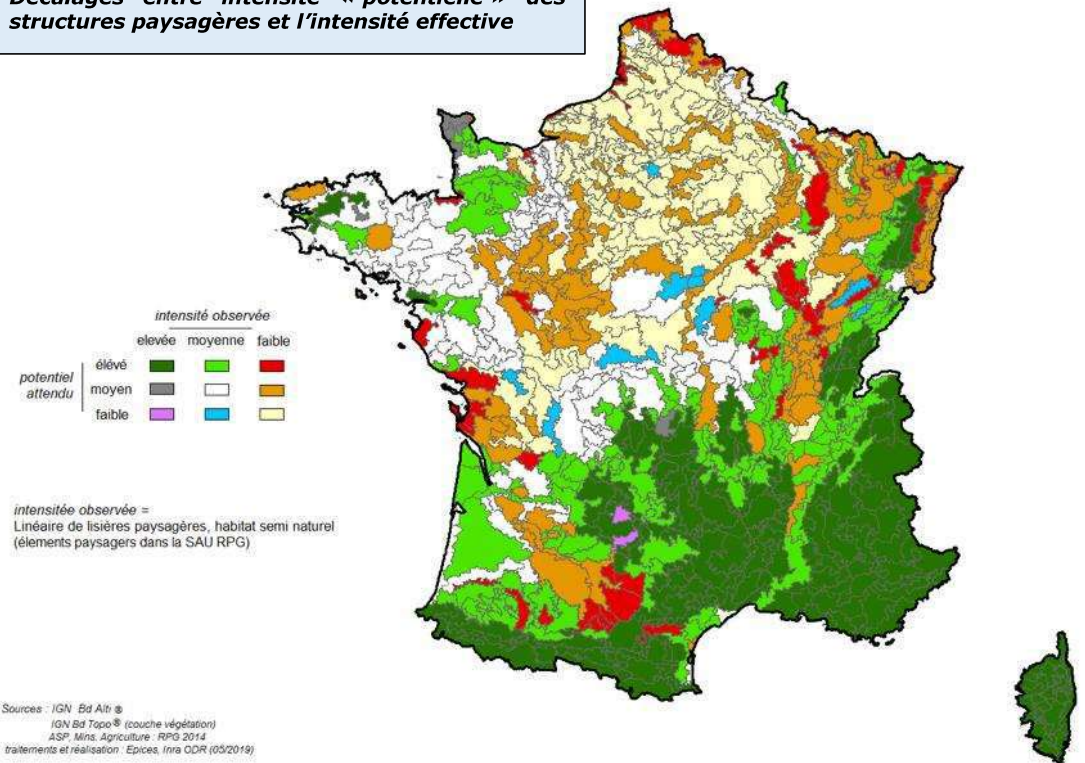 Décalages entre intensité « potentielle » des
structures paysagères et l’intensité effective
intensité observée
elevée moyenne faible
potentiel
attendu
élévé
moyen
faible
intensitée observée =
Linéaire de lisières paysagères, habitat semi naturel
(élements paysagers dans la SAU RPG)
Sources : IGN Bd Alti ®
IGN Bd Topo ® (couche végétation)
ASP, Mins. Agriculture : RPG 2014
traitements et réalisation : Epices, Inra ODR (05/2019)